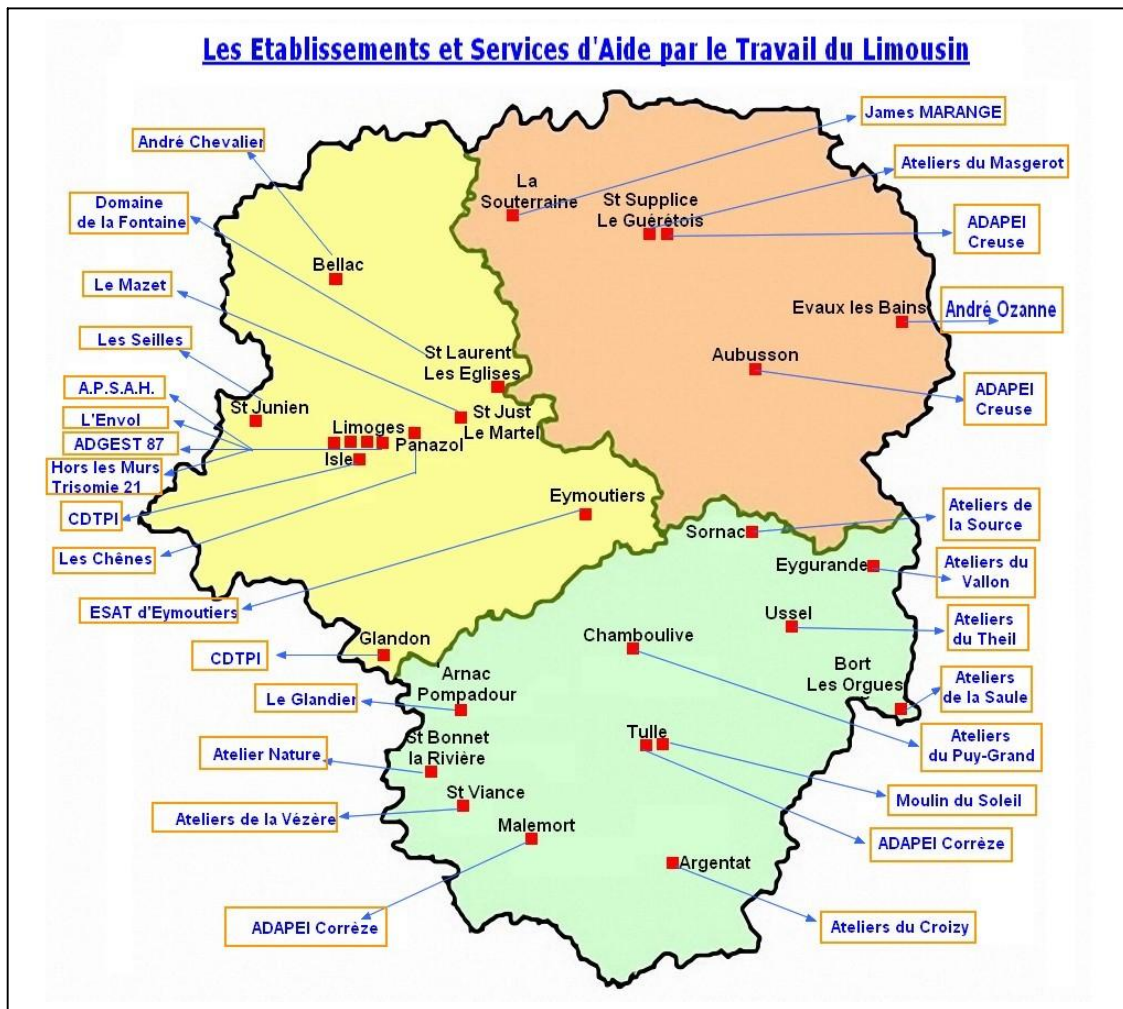 Les Etablissements et Services d'Aide par le Travail du Limousin
James MARANGE
André Chevalier
Ateliers du Masgerot
La
Souterraine
St Supplice
Le Guérétois
Domaine
de la Fontaine
ADAPEI
Creuse
Bellac
Le Mazet
Evaux les Bains
André Ozanne
Les Seilles
St Laurent
Les Eglises
Aubusson
A.P.S.A.H.
ADAPEI
Creuse
St Junien
L'Envol
Limoges
St Just
Le Martel
ADGEST 87
Panazol
Isle
Hors les Murs
Trisomie 21
CDTPI
Eymoutiers
Ateliers de
la Source
Sornac
Les Chênes
Eygurande
Ateliers du
Vallon
ESAT d'Eymoutiers
Ussel
Ateliers
du Theil
Glandon
Chamboulive
CDTPI
Arnac
Pompadour
Bort
Les Orgues
Ateliers
de la Saule
Le Glandier
Tulle
Ateliers
du Puy-Grand
St Bonnet
la Rivière
Atelier Nature
Moulin du Soleil
St Viance
Ateliers de la Vézère
Malemort
ADAPEI Corrèze
Argentat
ADAPEI Corrèze
Ateliers du Croizy